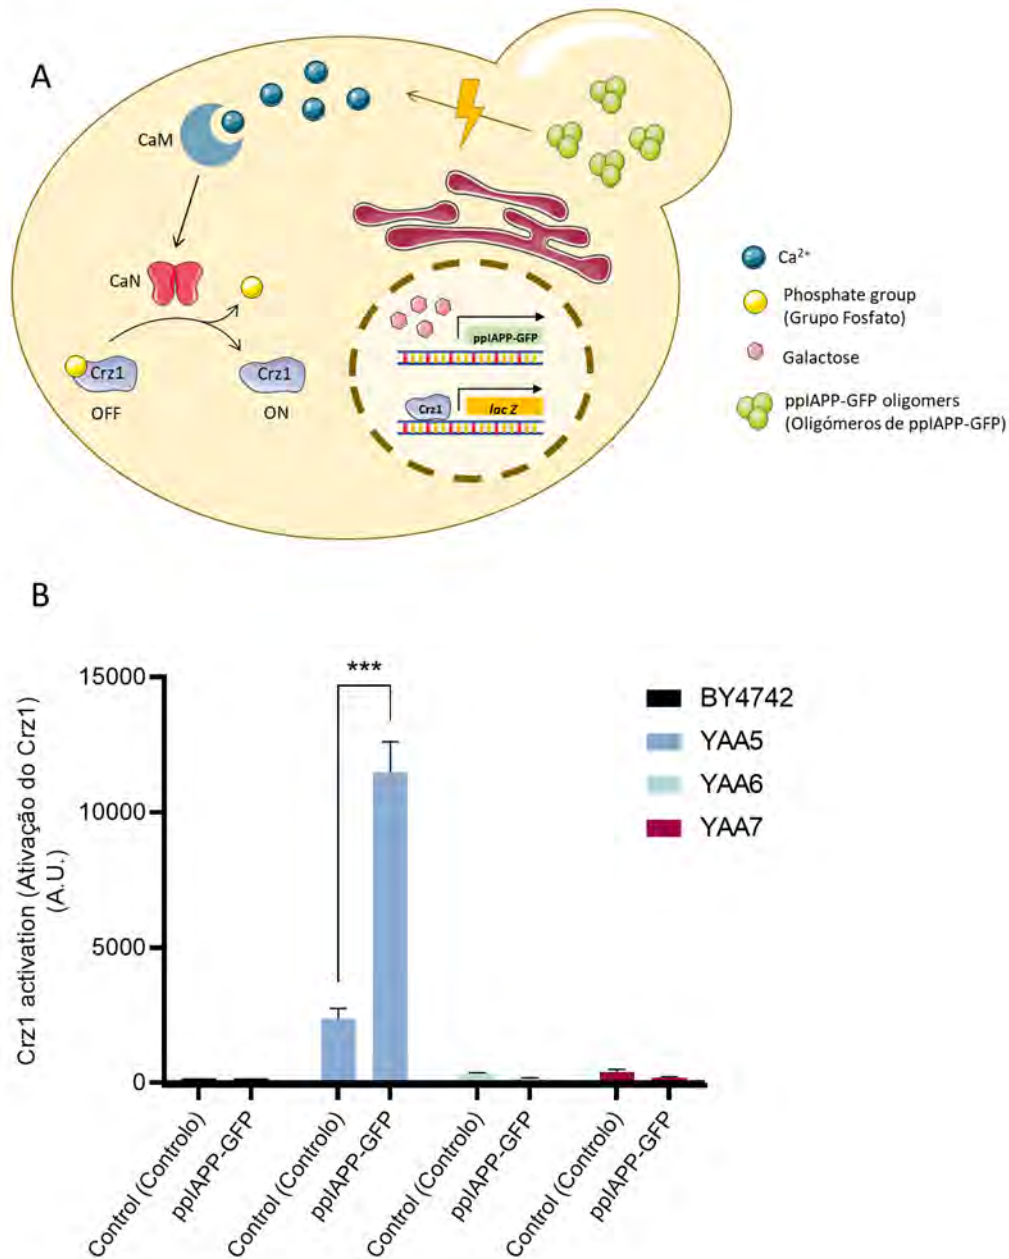 A
CaM
CaN
Crz1
OFF
Crz1
ON
ppIAPP-GFP
Crz1
lac Z
Ca²⁺
Phosphate group
(Grupo Fosfato)
Galactose
ppIAPP-GFP oligomers
(Oligómeros de ppIAPP-GFP)
B
Crz1 activation (Ativação do Crz1)
(A.U.)
15000
10000
5000
0
***
BY4742
YAA5
YAA6
YAA7
Control (Controlo)
ppIAPP-GFP
Control (Controlo)
ppIAPP-GFP
Control (Controlo)
ppIAPP-GFP
Control (Controlo)
ppIAPP-GFP